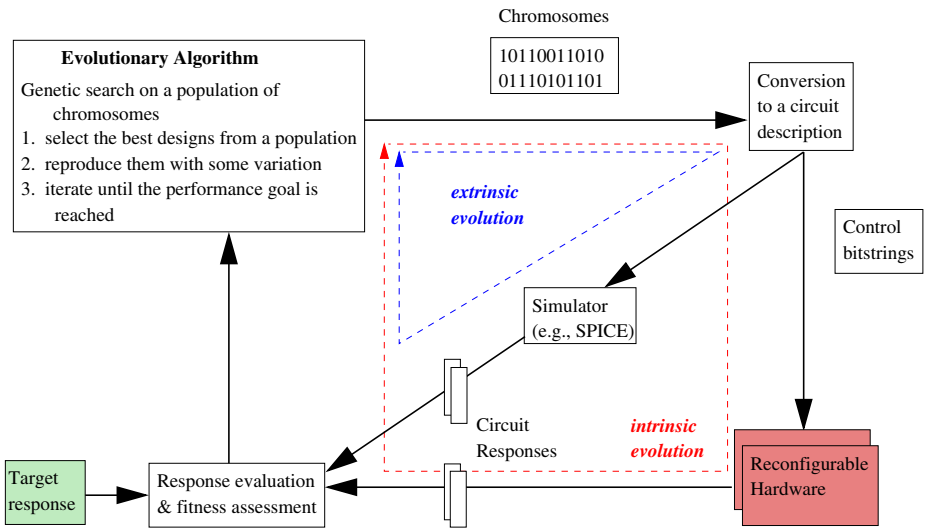 Chromosomes
10110011010
01110101101
Evolutionary Algorithm
Genetic search on a population of
chromosomes
1. select the best designs from a population
2. reproduce them with some variation
3. iterate until the performance goal is
reached
Conversion
to a circuit
description
extrinsic
evolution
Control
bitstrings
Simulator
(e.g., SPICE)
Circuit
Responses
intrinsic
evolution
Reconfigurable
Hardware
Target
response
Response evaluation
& fitness assessment